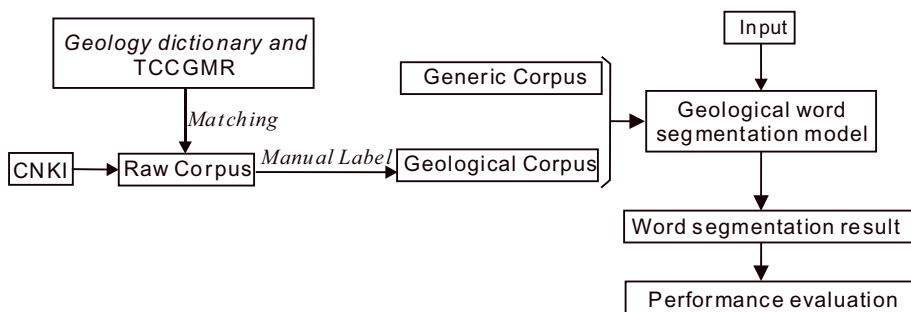 Geology dictionary and
TCCGMR
Matching
CNKI
Raw Corpus
Manual Label
Generic Corpus
Geological Corpus
Input
Geological word
segmentation model
Word segmentation result
Performance evaluation